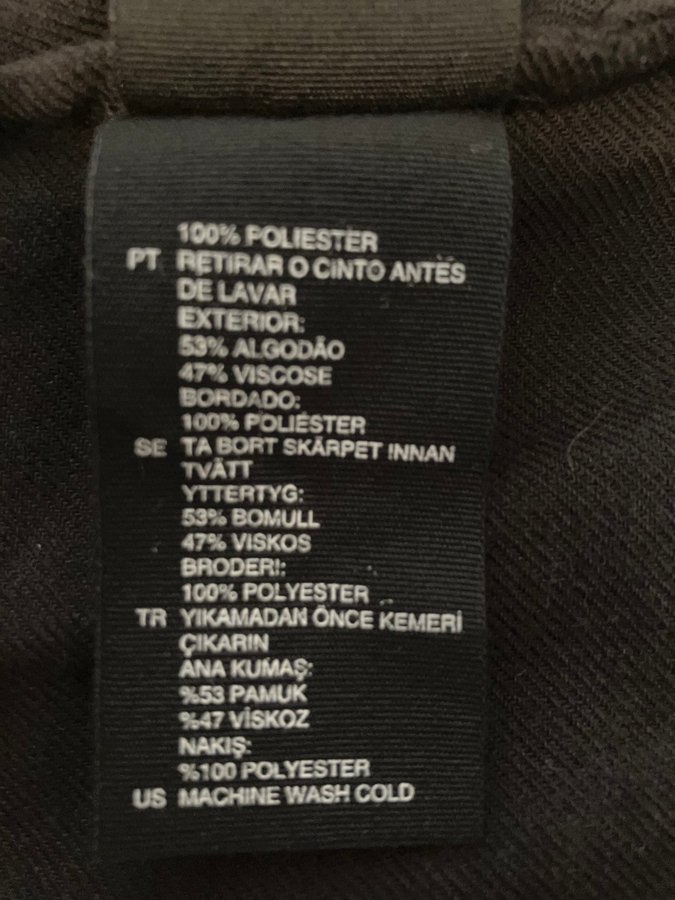 100% POLIESTER
PT RETIRAR O CINTO ANTES
DE LAVAR
EXTERIOR:
53% ALGODÃO
47% VISCOSE
BORDADO:
100% POLIÉSTER
SE TA BORT SKÄRPET INNAN
TVÄTT
YTTERTYG:
53% BOMULL
47% VISKOS
BRODERI:
100% POLYESTER
TR YIKAMADAN ÖNCE KEMERİ
ÇIKARIN
ANA KUMAŞ:
%53 PAMUK
%47 VİSKOZ
NAKIŞ:
%100 POLYESTER
US MACHINE WASH COLD